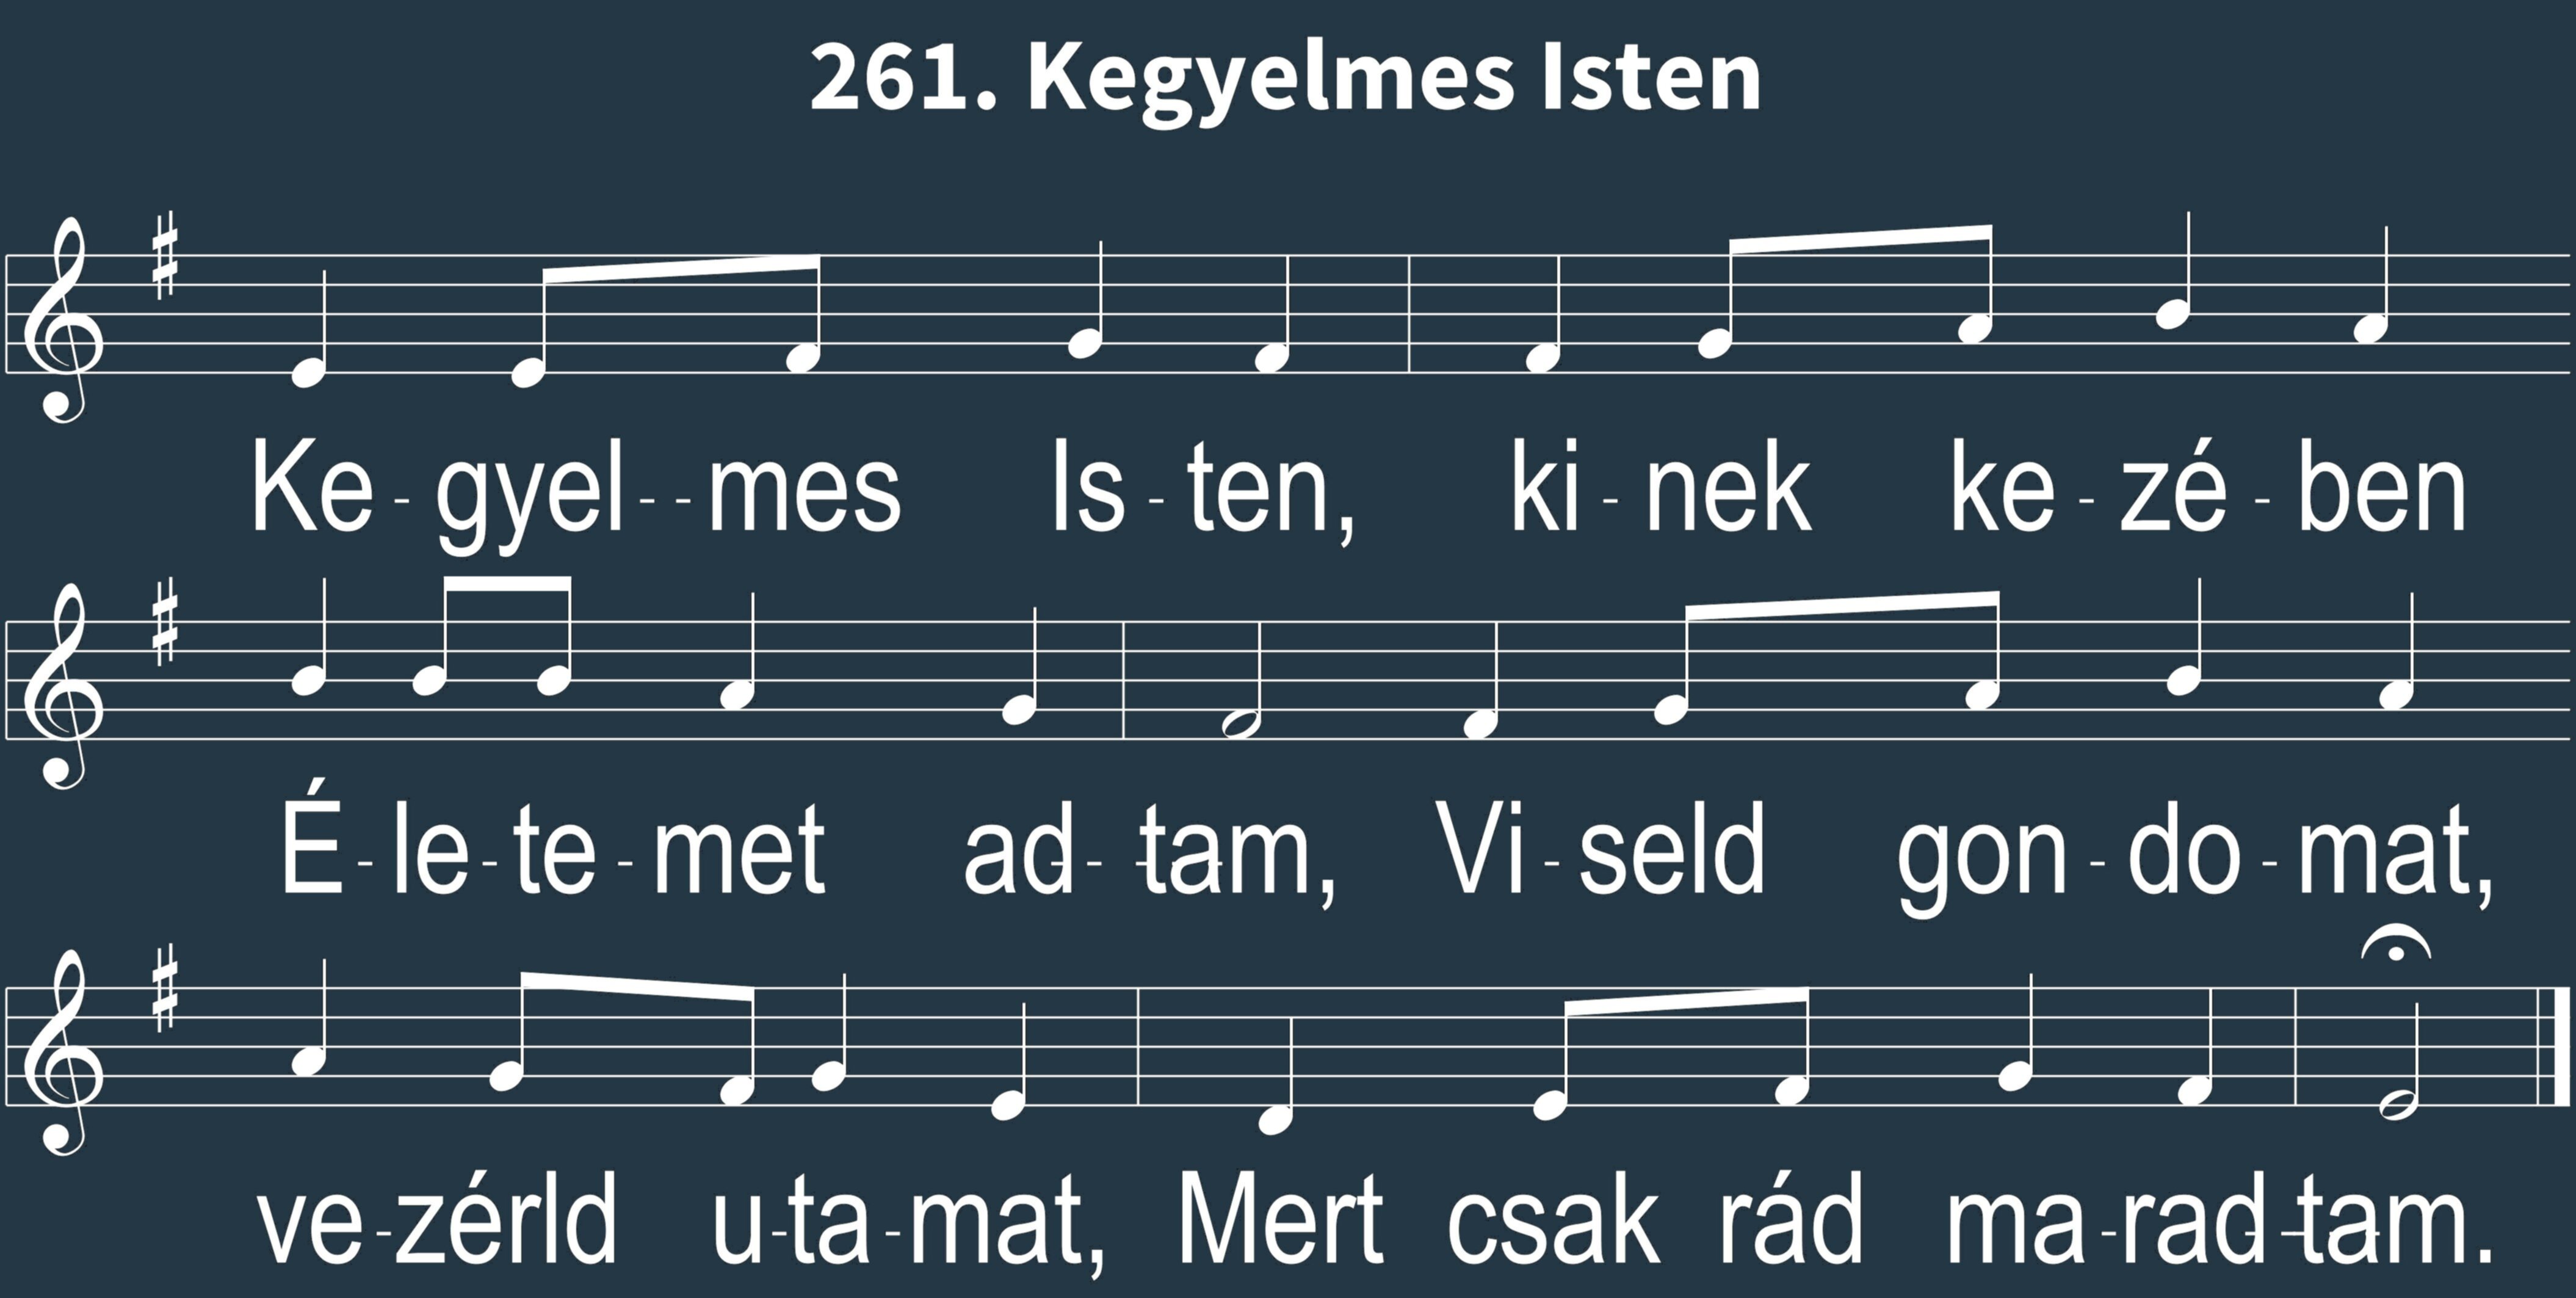 261. Kegyelmes Isten
Ke - gyel - - mes Is - ten, ki - nek ke - zé - ben
É - le - te - met ad - tam, Vi - seld gon - do - mat,
ve - zérld u - ta - mat, Mert csak rád ma - rad - tam.